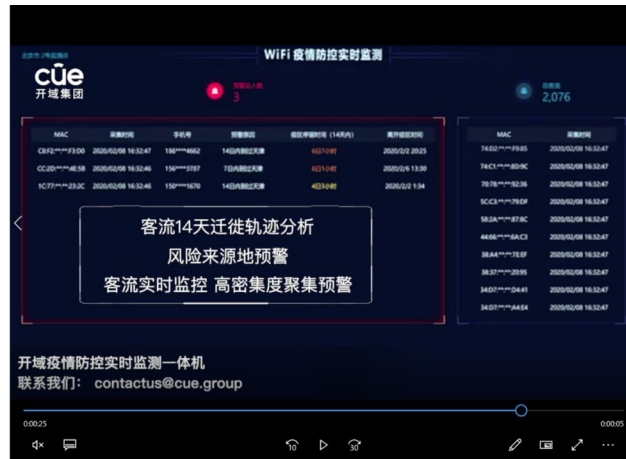 北京市2号监测点
WiFi 疫情防控实时监测
cūe
开域集团
预警总人数
3
总数据
2,076
MAC 采集时间 手机号 预警原因 疫区停留时间（14天内） 离开疫区时间
CB:F2:**:**:F3:D0 2020/02/08 16:32:47 186****4662 14日内到过天津 6日7小时 2020/2/2 20:25
CC:2D:**:**:4E:5B 2020/02/08 16:32:46 156****3787 7日内到过天津 6日1小时 2020/2/6 13:30
1C:77:**:**:23:2C 2020/02/08 16:32:46 150****1670 14日内到过天津 4日3小时 2020/2/2 1:34
MAC 采集时间
74:D2:**:**:F9:85 2020/02/08 16:32:47
74:C1:**:**:8D:9C 2020/02/08 16:32:47
70:78:**:**:92:36 2020/02/08 16:32:47
5C:C3:**:**:79:DF 2020/02/08 16:32:47
58:2A:**:**:87:8C 2020/02/08 16:32:47
44:66:**:**:6A:C3 2020/02/08 16:32:47
38:A4:**:**:7E:EF 2020/02/08 16:32:47
38:37:**:**:20:95 2020/02/08 16:32:47
34:D7:**:**:D4:41 2020/02/08 16:32:47
34:D7:**:**:A4:E4 2020/02/08 16:32:47
客流14天迁徙轨迹分析
风险来源地预警
客流实时监控 高密集度聚集预警
开域疫情防控实时监测一体机
联系我们： contactus@cue.group
0:00:25 0:00:05
10 30